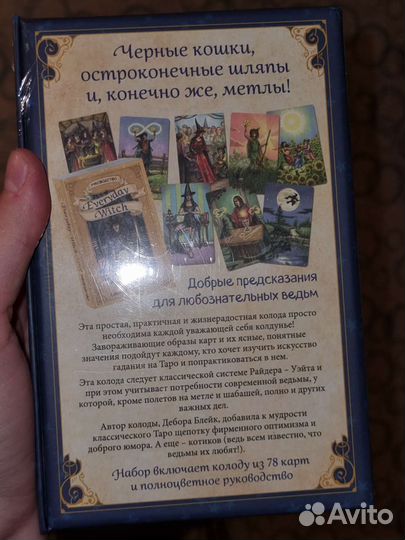 Черные кошки,
остроконечные шляпы
и, конечно же, метлы!
РУКОВОДСТВО
Everyday
Witch
Добрые предсказания
для любознательных ведьм
Эта простая, практичная и жизнерадостная колода просто
необходима каждой уважающей себя колдунье!
Завораживающие образы карт и их ясные, понятные
значения подойдут каждому, кто хочет изучить искусство
гадания на Таро и попрактиковаться в нем.
Эта колода следует классической системе Райдера – Уэйта и
при этом учитывает потребности современной ведьмы, у
которой, кроме полетов на метле и шабашей, полно и других
важных дел.
Автор колоды, Дебора Блейк, добавила к мудрости
классического Таро щепотку фирменного оптимизма и
доброго юмора. А еще – котиков (ведь всем известно, что
ведьмы их любят!).
Набор включает колоду из 78 карт
и полноцветное руководство
Avito